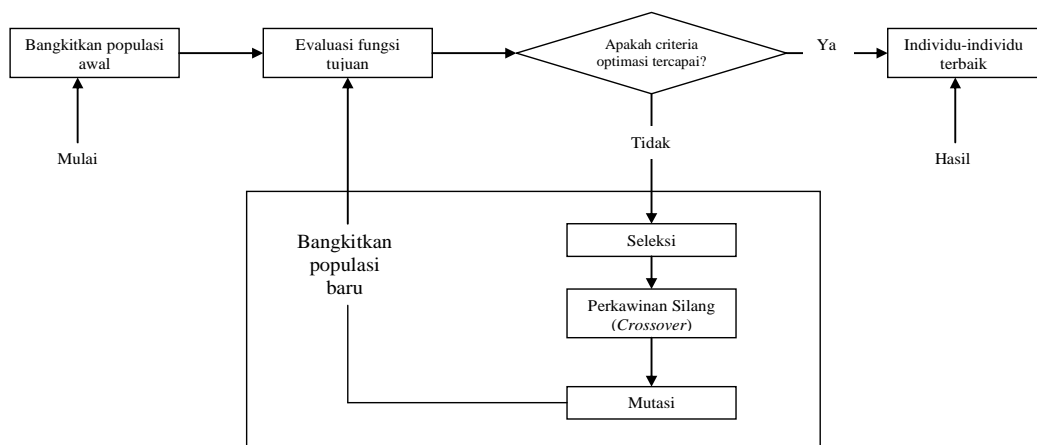 Bangkitkan populasi
awal
Evaluasi fungsi
tujuan
Apakah criteria
optimasi tercapai?
Ya
Individu-individu
terbaik
Mulai
Tidak
Hasil
Bangkitkan
populasi
baru
Seleksi
Perkawinan Silang
(Crossover)
Mutasi